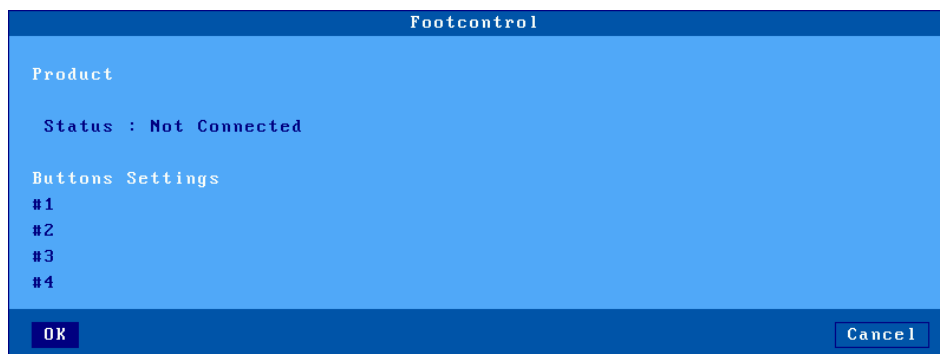 Footcontrol
Product
Status : Not Connected
Buttons Settings
#1
#2
#3
#4
OK Cancel